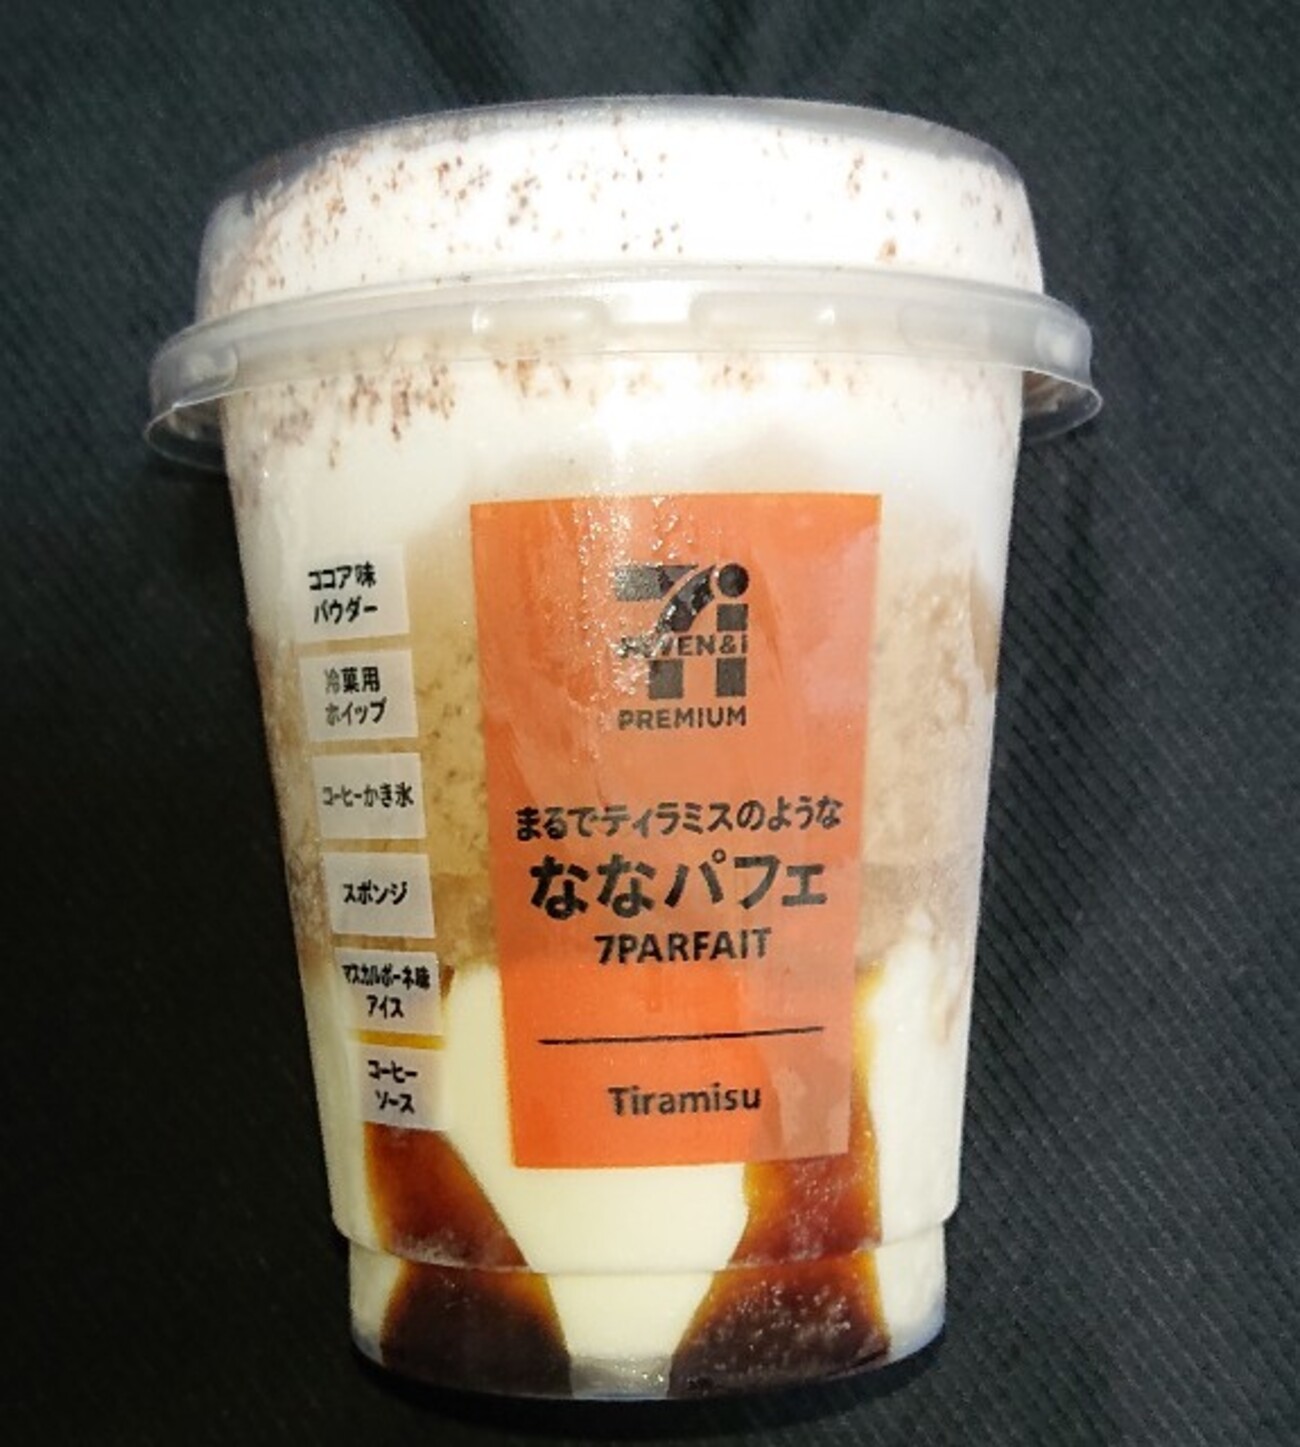 SEVEN&i
PREMIUM
まるでティラミスのような
ななパフェ
7PARFAIT
Tiramisu
ココア味
パウダー
冷菓用
ホイップ
コーヒーかき氷
スポンジ
マスカルポーネ味
アイス
コーヒー
ソース